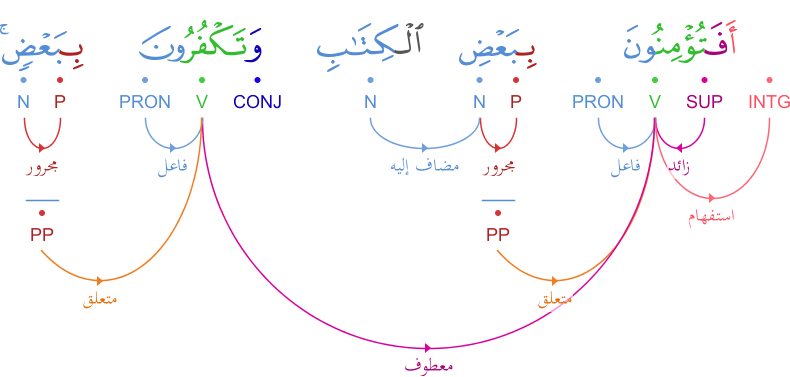 أَفَتُؤْمِنُونَ بِبَعْضِ ٱلْكِتَٰبِ وَتَكْفُرُونَ بِبَعْضٍۢ ۚ
INTG SUP V PRON P N N CONJ V PRON P N
زائد فاعل مجرور مضاف إليه فاعل مجرور
استفهام
PP PP
متعلق متعلق
معطوف